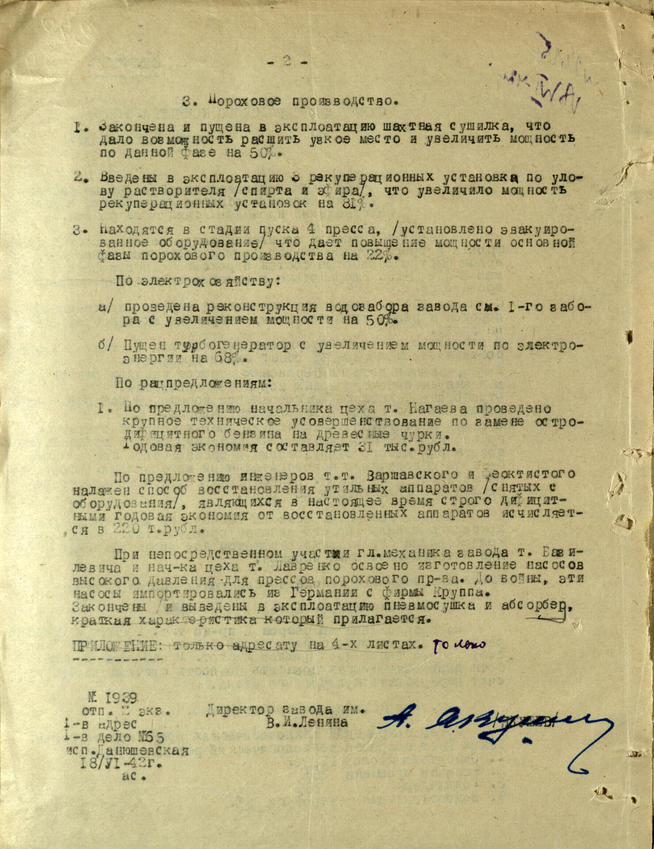 - 2 -
3. Пороховое производство.
1. Закончена и пущена в эксплоатацию шахтная сушилка, что
дало возможность расшить узкое место и увеличить мощность
по данной фазе на 50%.
2. Введены в эксплоатацию 3 рекуперационных установка по уло-
ву растворителя /спирта и эфира/, что увеличило мощность
рекуперационных установок на 31%.
3. Находятся в стадии пуска 4 пресса, /установлено эвакуиро-
ванное оборудование/ что дает повышение мощности основной
фазы порохового производства на 22%.
По электрохозяйству:
а/ проведена реконструкция водозабора завода см. I-го забо-
ра с увеличением мощности на 50%.
б/ Пущен турбогенератор с увеличением мощности по электро-
энергии на 68%.
По рацпредложениям:
1. По предложению начальника цеха т. Кагаева проведено
крупное техническое усовершенствование по замене остро-
дифицитного бензина на древесные чурки.
Годовая экономия составляет 31 тыс.рубл.
По предложению инженеров т.т. Варшавского и Феоктистого
налажен способ восстановления утильных аппаратов /снятых с
оборудования/, являющихся в настоящее время строго дифицит-
ными годовая экономия от восстановленных аппаратов исчисляет-
ся в 220 т.рубл.
При непосредственном участии гл.механика завода т. Бази-
левича и нач-ка цеха т. Лавренко освоено изготовление насосов
высокого давления для прессов порохового пр-ва. До войны, эти
насосы импортировались из Германии с фирмы Круппа.
Закончены и выведены в эксплоатацию пневмосушка и абсорбер,
краткая характеристика который прилагается.
ПРИЛОЖЕНИЕ: только адресату на 4-х листах. только
№ 1939
отп. 2 экз.
1-в адрес
1-в дело №65
исп.Данюшевская
18/VI-42г.
ас.
Директор завода им.
В.И.Ленина